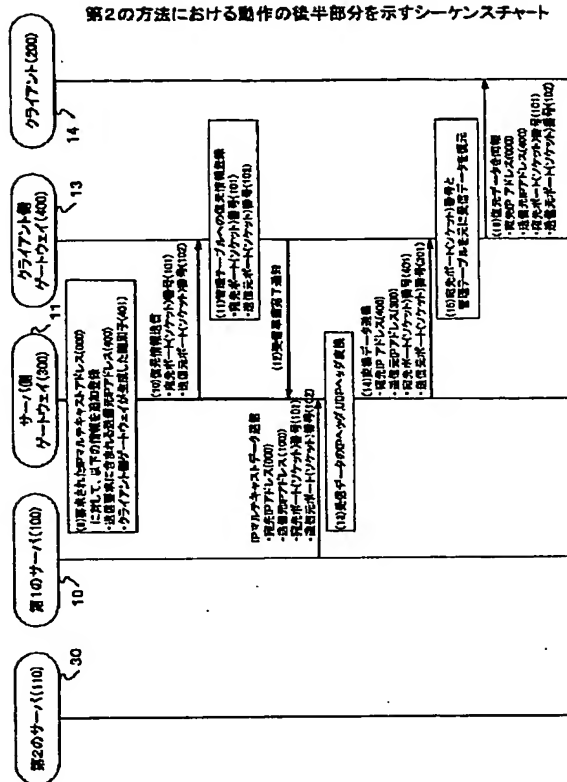 第2の方法における動作の後半部分を示すシーケンスチャート
第2のサーバ(110)
30
第1のサーバ(100)
10
サーバ側
ゲートウェイ(300)
11
クライアント側
ゲートウェイ(400)
13
クライアント(200)
14
(9)要求されたIPマルチキャストアドレス(000)
に対して、以下の情報を追加登録
・送信要求に含まれる送信元IPアドレス(400)
・クライアント側ゲートウェイが生成した識別子(401)
(10)復元情報送信
・宛先ポート(ソケット)番号(101)
・送信元ポート(ソケット)番号(102)
(11)管理テーブルへの復元情報登録
・宛先ポート(ソケット)番号(101)
・送信元ポート(ソケット)番号(102)
(12)受信準備完了通知
IPマルチキャストデータ送信
・宛先IPアドレス(000)
・送信元IPアドレス(100)
・宛先ポート(ソケット)番号(101)
・送信元ポート(ソケット)番号(102)
(13)受信データのIPヘッダ,UDPヘッダ変換
(14)変換データ送信
・宛先IPアドレス(400)
・送信元IPアドレス(300)
・宛先ポート(ソケット)番号(401)
・送信元ポート(ソケット)番号(301)
(15)宛先ポート(ソケット)番号と
管理テーブルを元に受信データを復元
(16)復元データを同報
・宛先IPアドレス(000)
・送信元IPアドレス(400)
・宛先ポート(ソケット)番号(101)
・送信元ポート(ソケット)番号(102)